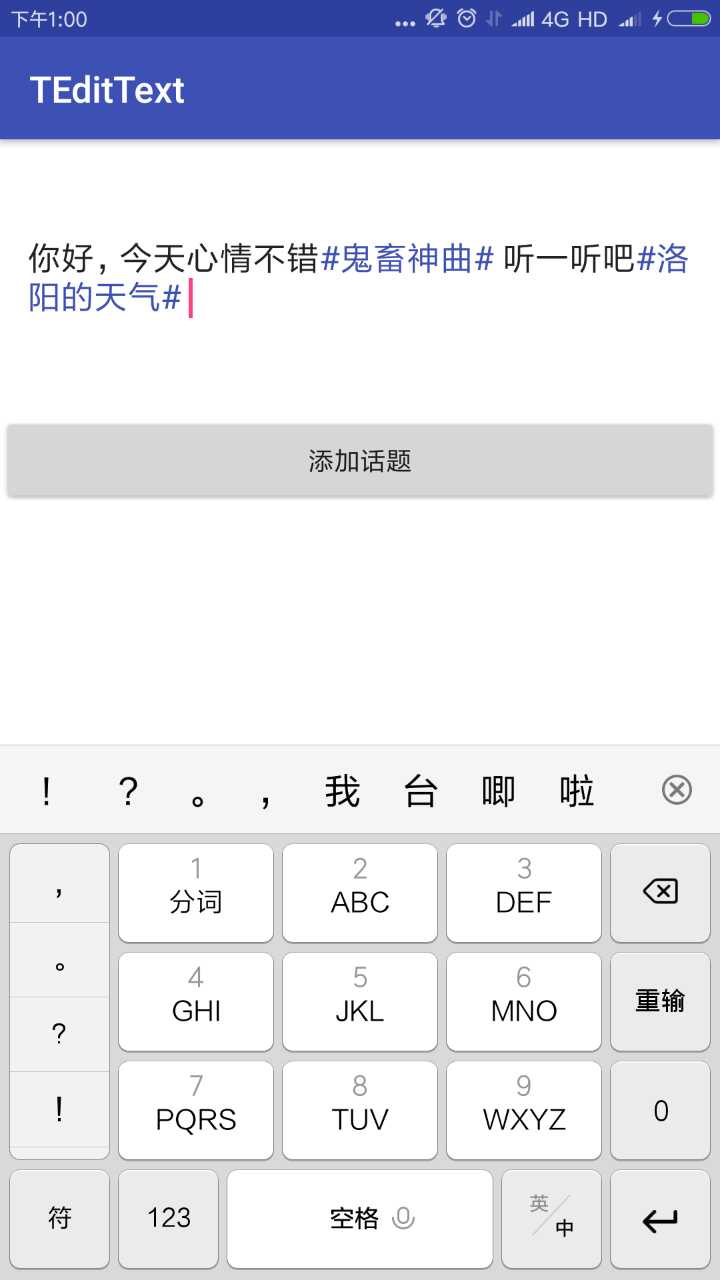 下午1:00 ... 4G HD
TEditText
你好, 今天心情不错#鬼畜神曲# 听一听吧#洛
阳的天气#
添加话题
! ? 。 , 我 台 唧 啦
, 1 2 3
分词 ABC DEF
。 4 5 6 重输
GHI JKL MNO
?
! 7 8 9 0
PQRS TUV WXYZ
符 123 空格 英/中